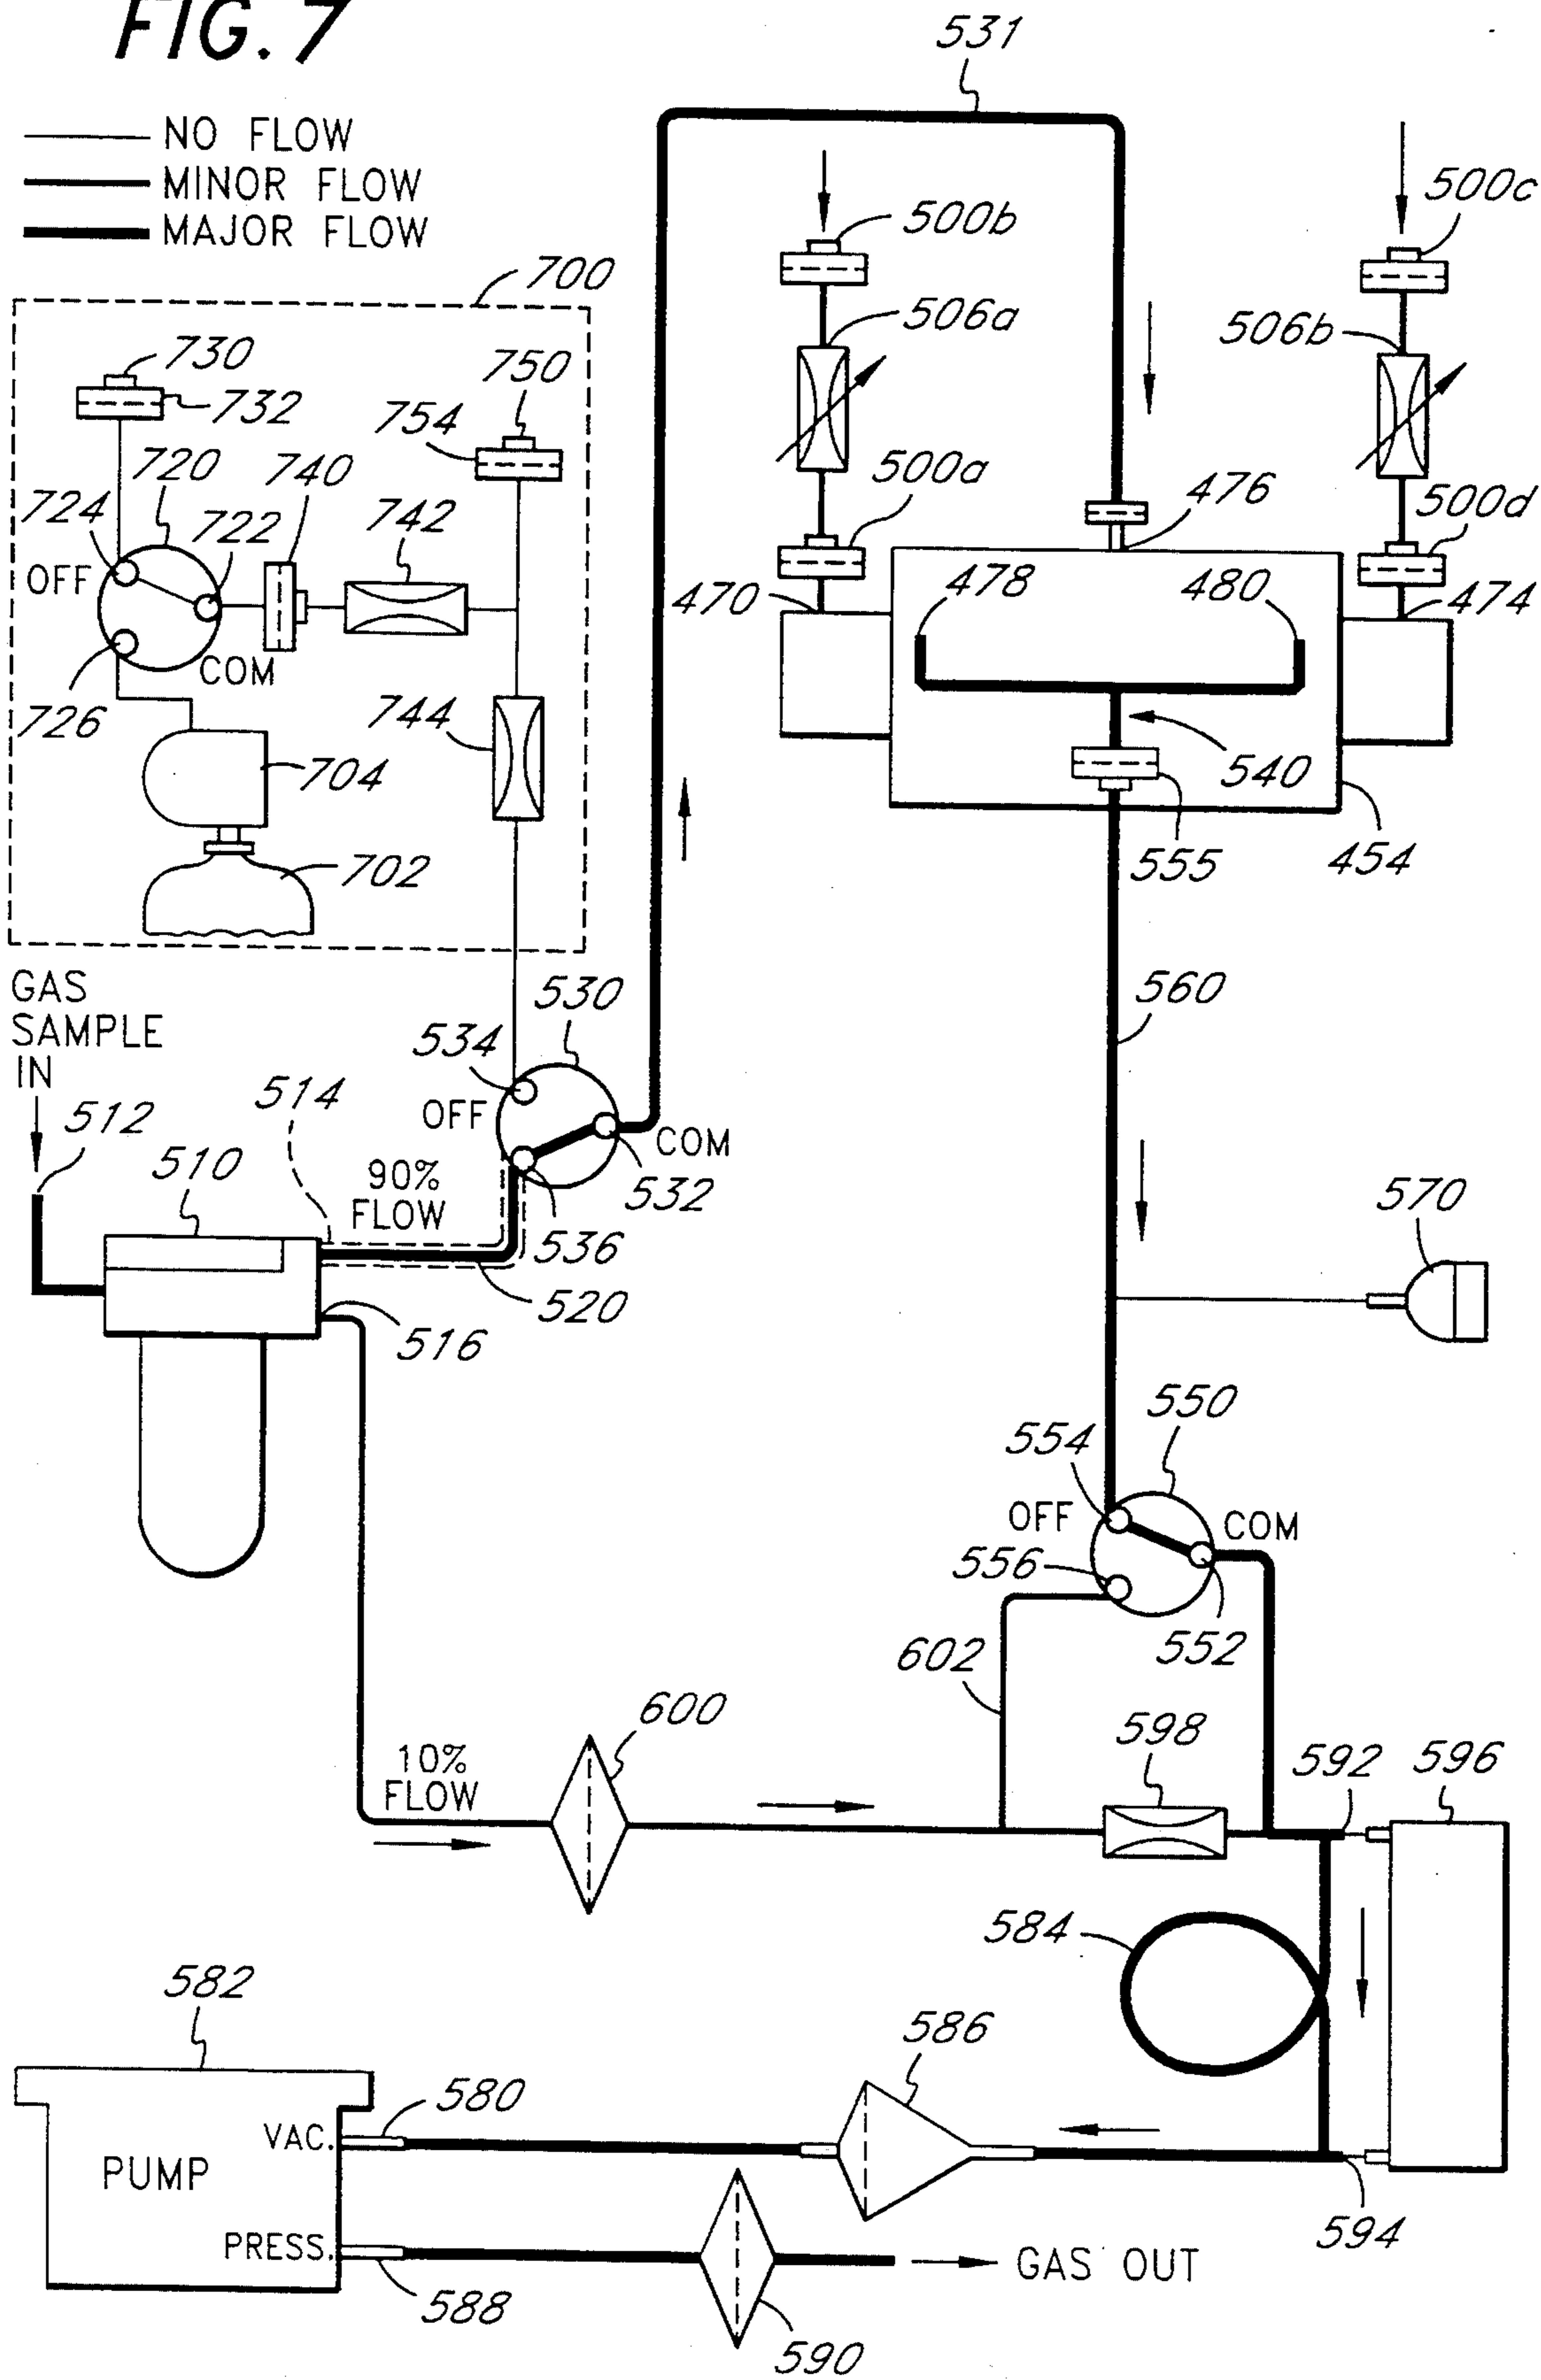 FIG. 7
NO FLOW
MINOR FLOW
MAJOR FLOW
531
500b
500c
506a
506b
700
730
732
750
754
720
740
724
722
742
OFF
COM
726
744
704
702
500a
476
500d
470
478
480
474
540
555
454
GAS
SAMPLE
IN
512
514
510
90%
FLOW
534
530
OFF
COM
532
536
520
516
560
570
550
554
OFF
COM
556
552
602
600
598
592
596
10%
FLOW
584
582
586
580
VAC.
PUMP
PRESS.
588
590
GAS OUT
594